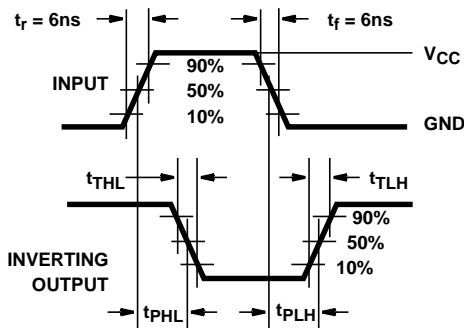 tr = 6ns
tf = 6ns
VCC
90%
INPUT
50%
10%
GND
tTHL
tTLH
90%
50%
INVERTING
10%
OUTPUT
tPHL
tPLH